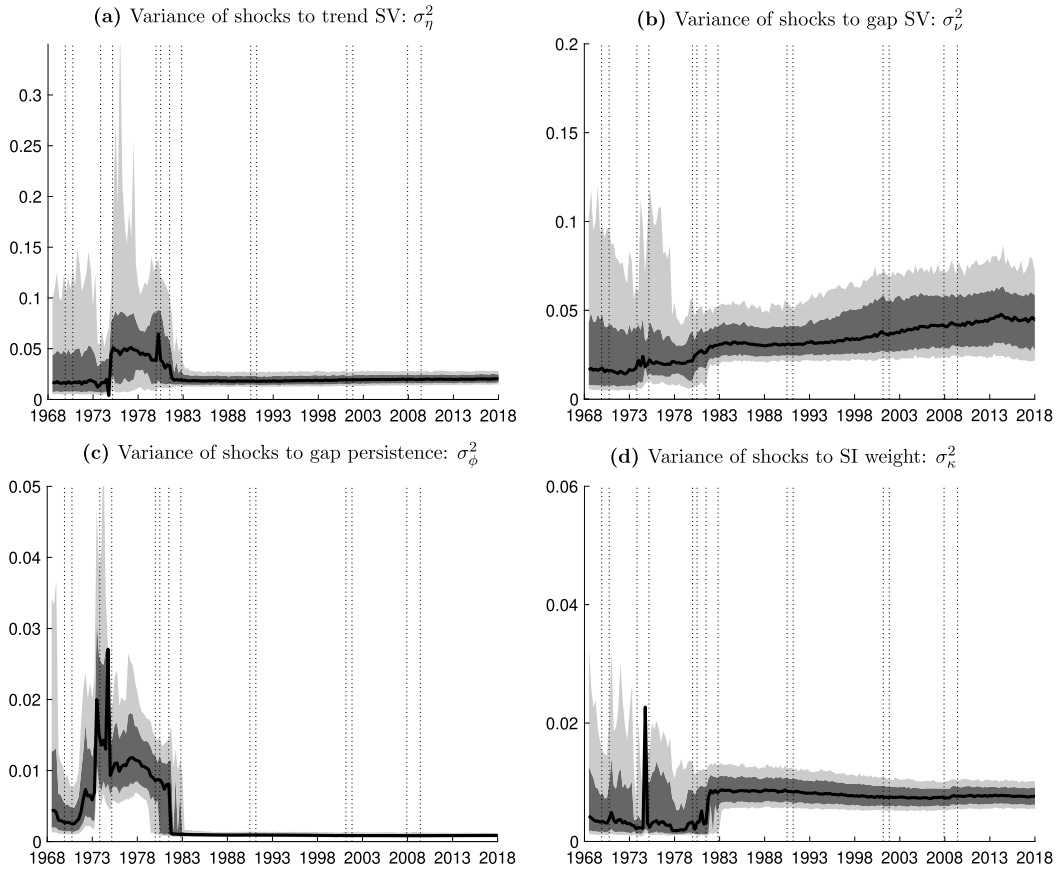 (a) Variance of shocks to trend SV: σ²_η
0.3
0.25
0.2
0.15
0.1
0.05
0
1968 1973 1978 1983 1988 1993 1998 2003 2008 2013 2018
(b) Variance of shocks to gap SV: σ²_ν
0.2
0.15
0.1
0.05
0
1968 1973 1978 1983 1988 1993 1998 2003 2008 2013 2018
(c) Variance of shocks to gap persistence: σ²_ϕ
0.05
0.04
0.03
0.02
0.01
0
1968 1973 1978 1983 1988 1993 1998 2003 2008 2013 2018
(d) Variance of shocks to SI weight: σ²_κ
0.06
0.04
0.02
0
1968 1973 1978 1983 1988 1993 1998 2003 2008 2013 2018